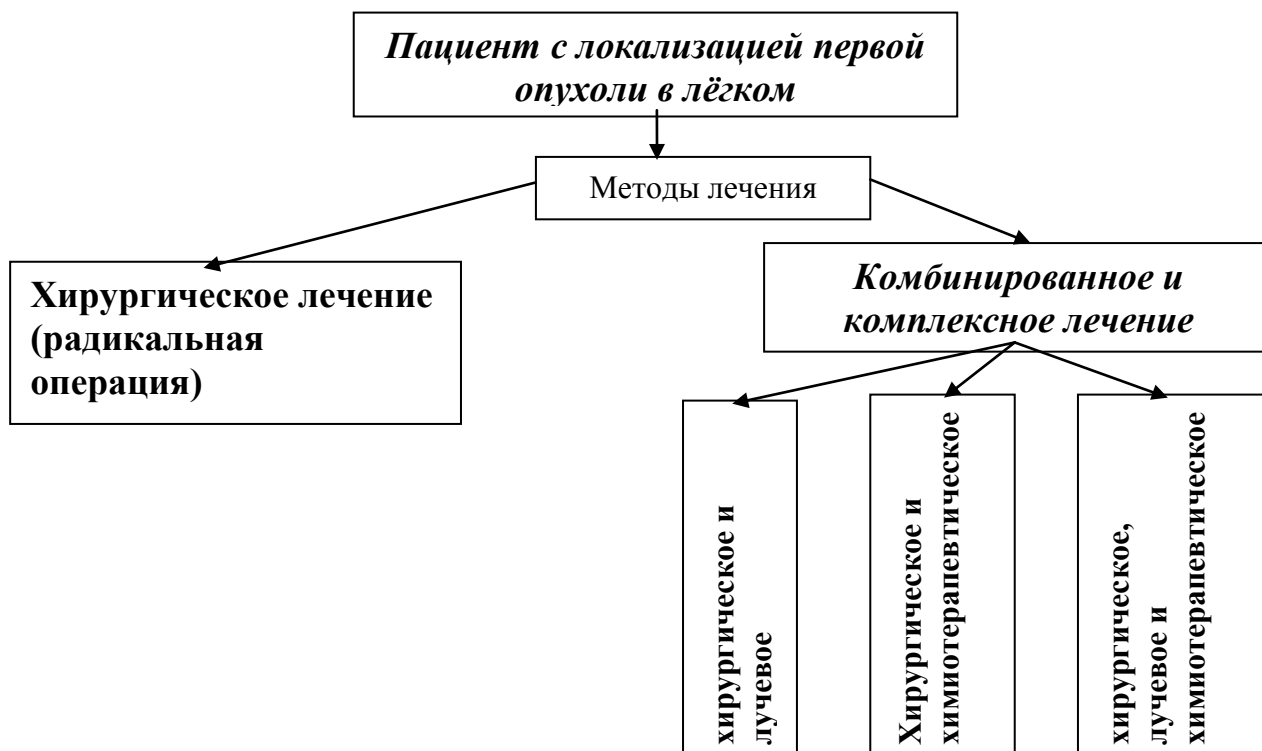 Пациент с локализацией первой
опухоли в лёгком
Методы лечения
Хирургическое лечение
(радикальная
операция)
Комбинированное и
комплексное лечение
хирургическое и
лучевое
Хирургическое и
химиотерапевтическое
хирургическое,
лучевое и
химиотерапевтическое